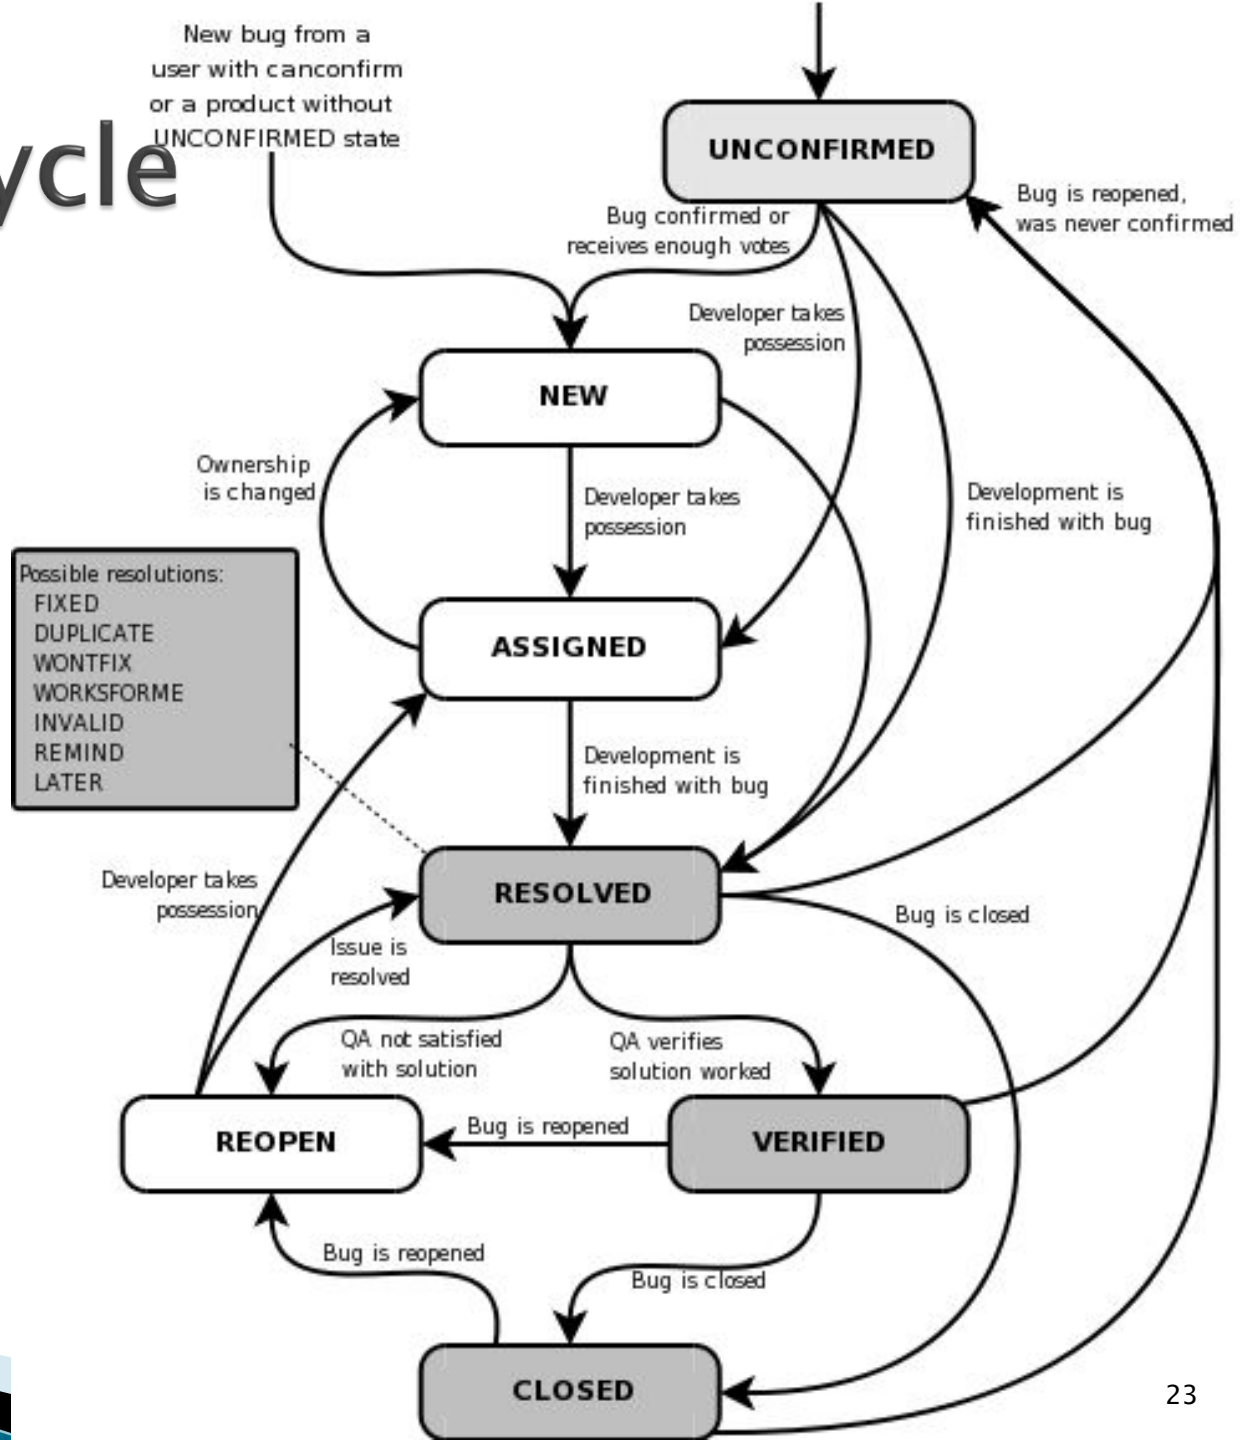 New bug from a
user with canconfirm
or a product without
UNCONFIRMED state
ycle
UNCONFIRMED
Bug is reopened,
was never confirmed
Bug confirmed or
receives enough votes
Developer takes
possession
NEW
Ownership
is changed
Developer takes
possession
Development is
finished with bug
Possible resolutions:
FIXED
DUPLICATE
WONTFIX
WORKSFORME
INVALID
REMIND
LATER
ASSIGNED
Development is
finished with bug
Developer takes
possession
RESOLVED
Bug is closed
Issue is
resolved
QA not satisfied
with solution
QA verifies
solution worked
REOPEN
Bug is reopened
VERIFIED
Bug is reopened
Bug is closed
CLOSED
23